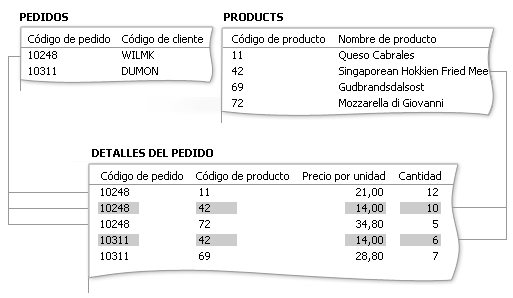 PEDIDOS
Código de pedido Código de cliente
10248 WILMK
10311 DUMON
PRODUCTS
Código de producto Nombre de producto
11 Queso Cabrales
42 Singaporean Hokkien Fried Mee
69 Gudbrandsdalsost
72 Mozzarella di Giovanni
DETALLES DEL PEDIDO
Código de pedido Código de producto Precio por unidad Cantidad
10248 11 21,00 12
10248 42 14,00 10
10248 72 34,80 5
10311 42 14,00 6
10311 69 28,80 7